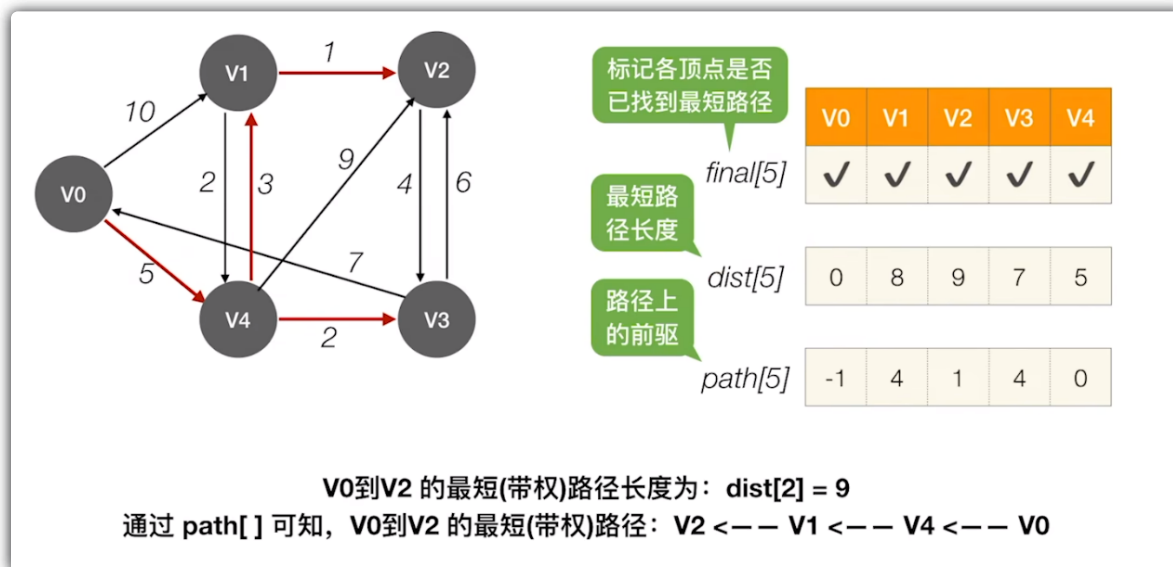 V1
1
V2
10
V0
2
3
9
4
6
5
7
V4
2
V3
标记各顶点是否
已找到最短路径
V0 V1 V2 V3 V4
final[5] ✓ ✓ ✓ ✓ ✓
最短路
径长度
dist[5] 0 8 9 7 5
路径上
的前驱
path[5] -1 4 1 4 0
V0到V2 的最短(带权)路径长度为：dist[2] = 9
通过 path[ ] 可知，V0到V2 的最短(带权)路径：V2 <—— V1 <—— V4 <—— V0